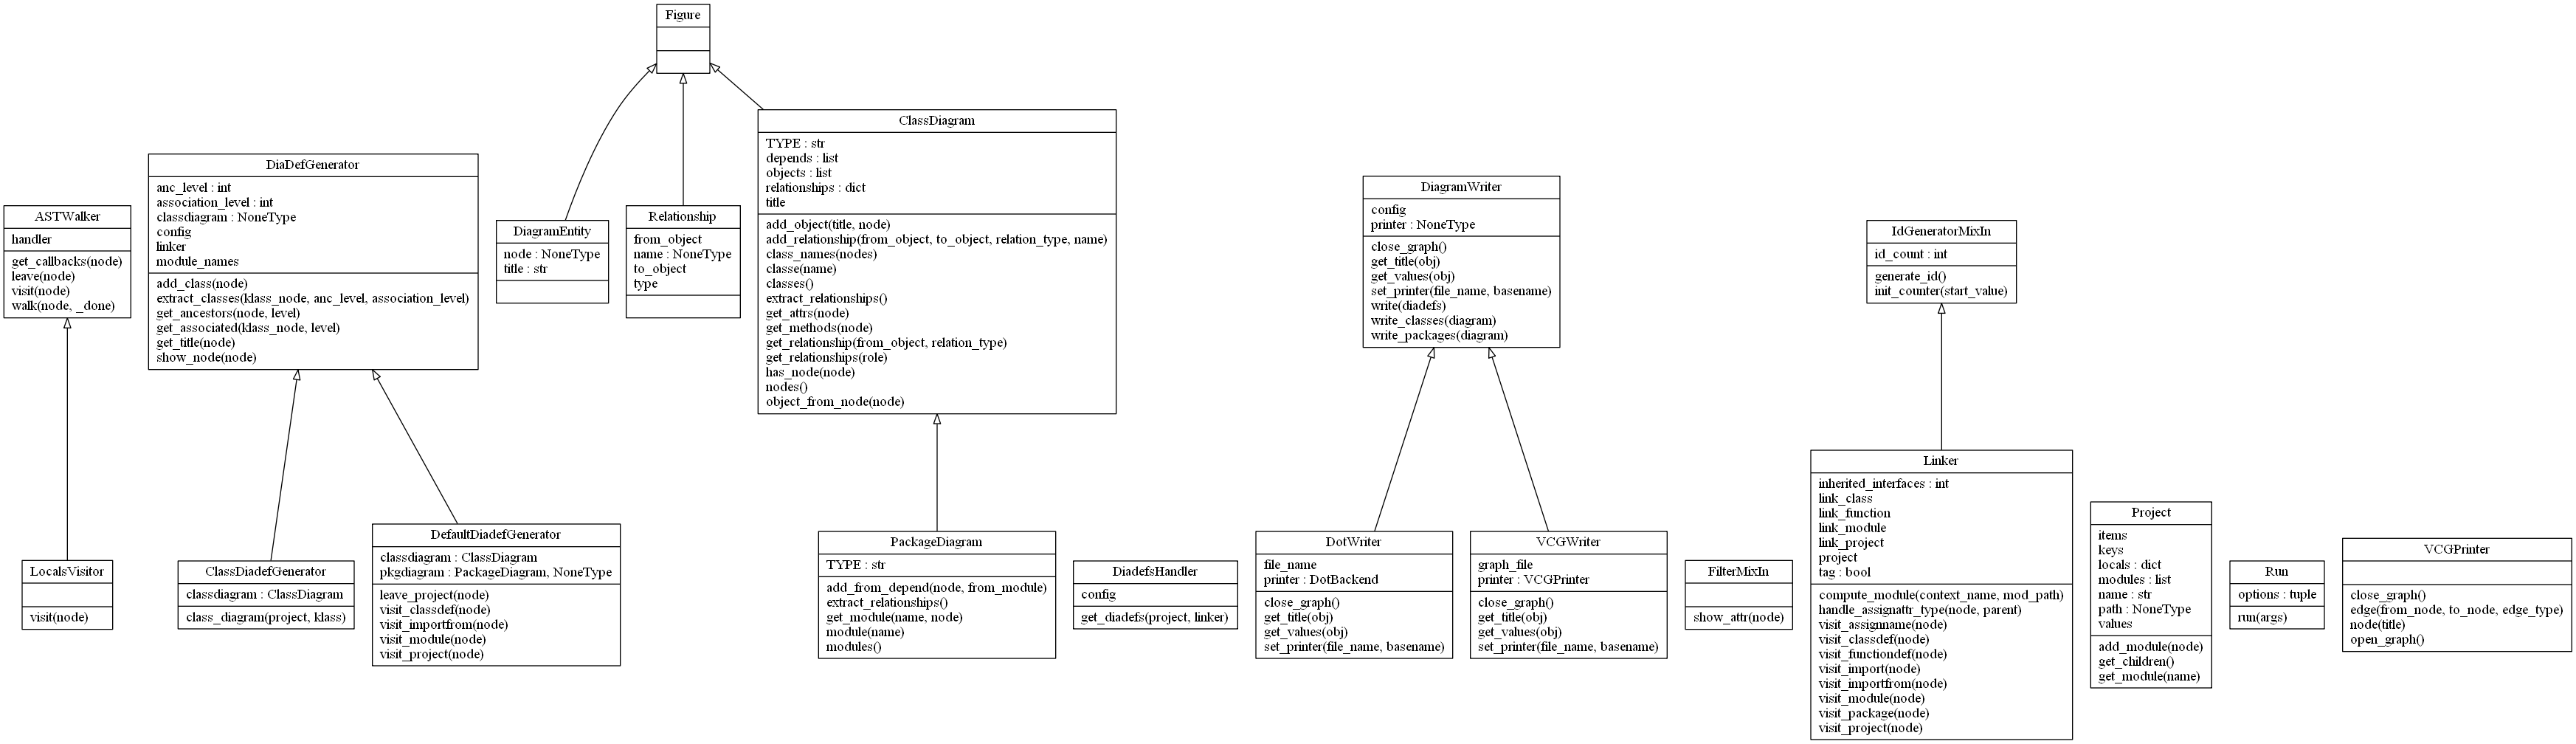 Figure
ClassDiagram
TYPE : str
depends : list
objects : list
relationships : dict
title
add_object(title, node)
add_relationship(from_object, to_object, relation_type, name)
class_names(nodes)
classe(name)
classes()
extract_relationships()
get_attrs(node)
get_methods(node)
get_relationship(from_object, relation_type)
get_relationships(role)
has_node(node)
nodes()
object_from_node(node)
DiaDefGenerator
anc_level : int
association_level : int
classdiagram : NoneType
config
linker
module_names
add_class(node)
extract_classes(klass_node, anc_level, association_level)
get_ancestors(node, level)
get_associated(klass_node, level)
get_title(node)
show_node(node)
ASTWalker
handler
get_callbacks(node)
leave(node)
visit(node)
walk(node, _done)
DiagramEntity
node : NoneType
title : str
Relationship
from_object
name : NoneType
to_object
type
DiagramWriter
config
printer : NoneType
close_graph()
get_title(obj)
get_values(obj)
set_printer(file_name, basename)
write(diadefs)
write_classes(diagram)
write_packages(diagram)
IdGeneratorMixIn
id_count : int
generate_id()
init_counter(start_value)
LocalsVisitor
visit(node)
ClassDiadefGenerator
classdiagram : ClassDiagram
class_diagram(project, klass)
DefaultDiadefGenerator
classdiagram : ClassDiagram
pkgdiagram : PackageDiagram, NoneType
leave_project(node)
visit_classdef(node)
visit_importfrom(node)
visit_module(node)
visit_project(node)
PackageDiagram
TYPE : str
add_from_depend(node, from_module)
extract_relationships()
get_module(name, node)
module(name)
modules()
DiadefsHandler
config
get_diadefs(project, linker)
DotWriter
file_name
printer : DotBackend
close_graph()
get_title(obj)
get_values(obj)
set_printer(file_name, basename)
VCGWriter
graph_file
printer : VCGPrinter
close_graph()
get_title(obj)
get_values(obj)
set_printer(file_name, basename)
FilterMixIn
show_attr(node)
Linker
inherited_interfaces : int
link_class
link_function
link_module
link_project
project
tag : bool
compute_module(context_name, mod_path)
handle_assignattr_type(node, parent)
visit_assignname(node)
visit_classdef(node)
visit_functiondef(node)
visit_import(node)
visit_importfrom(node)
visit_module(node)
visit_package(node)
visit_project(node)
Project
items
keys
locals : dict
modules : list
name : str
path : NoneType
values
add_module(node)
get_children()
get_module(name)
Run
options : tuple
run(args)
VCGPrinter
close_graph()
edge(from_node, to_node, edge_type)
node(title)
open_graph()